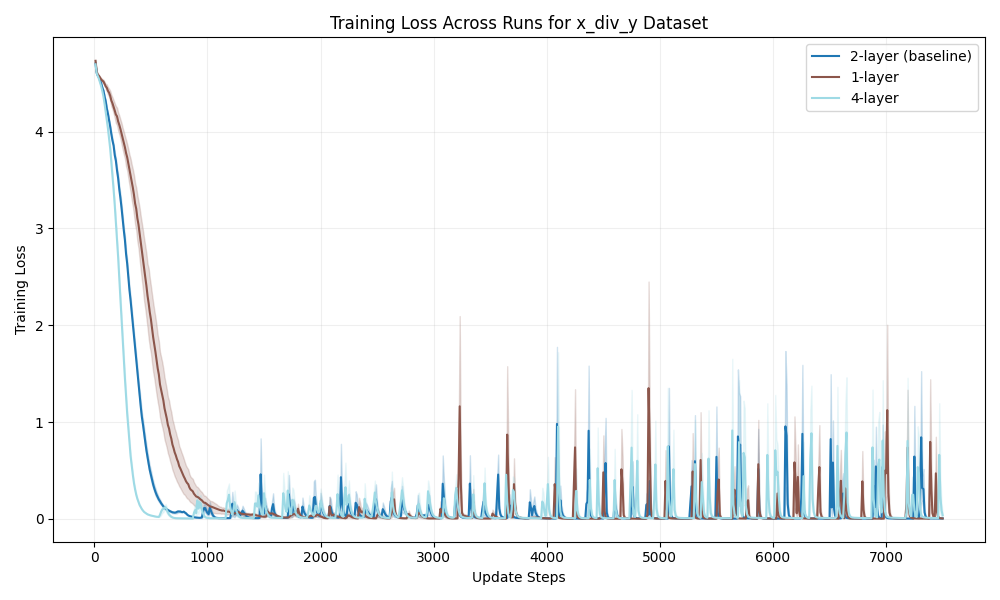 Training Loss Across Runs for x_div_y Dataset
2-layer (baseline)
1-layer
4-layer
Training Loss
4
3
2
1
0
0 1000 2000 3000 4000 5000 6000 7000
Update Steps